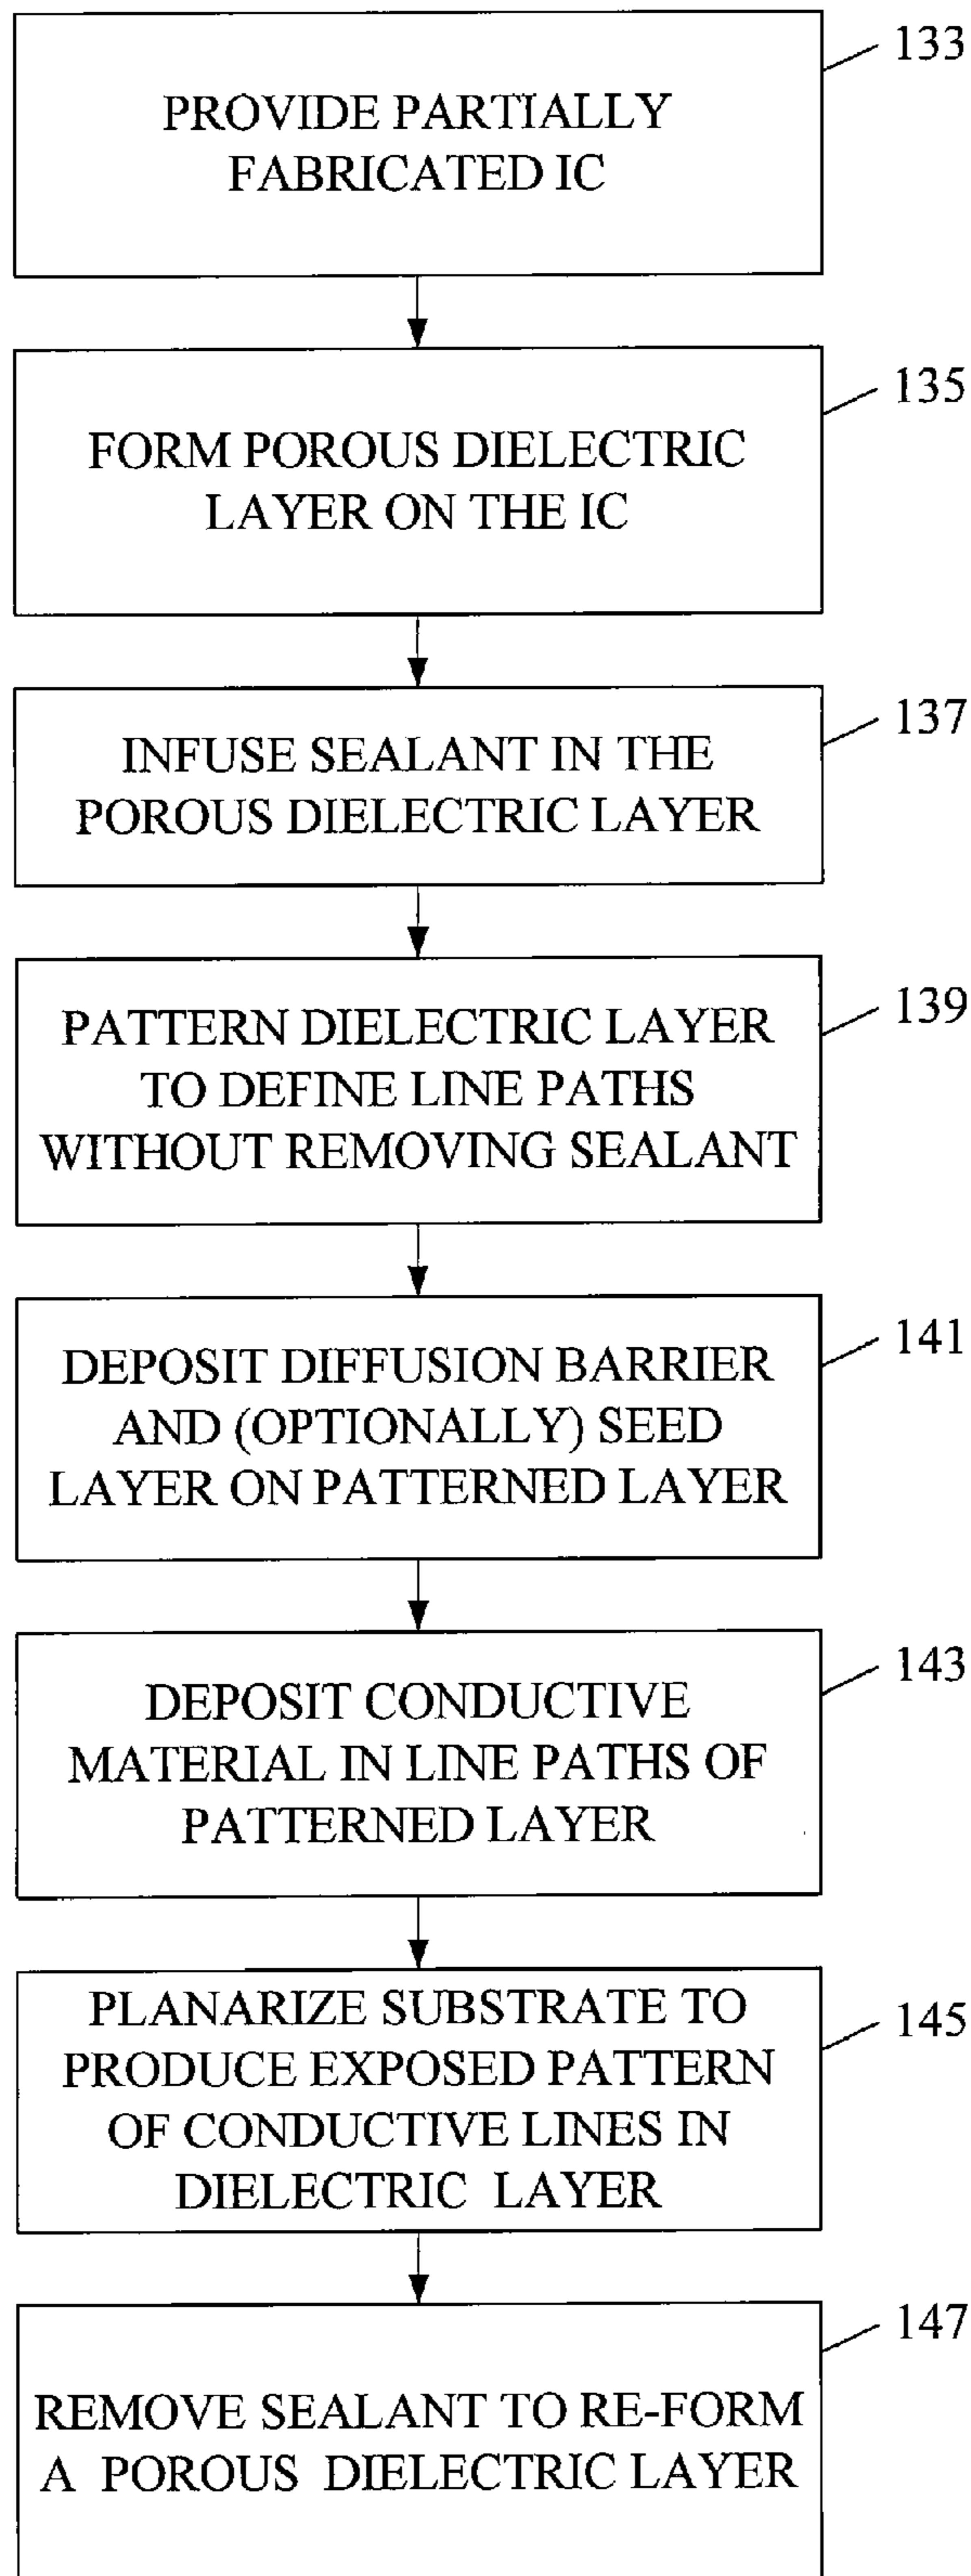 133
PROVIDE PARTIALLY
FABRICATED IC
135
FORM POROUS DIELECTRIC
LAYER ON THE IC
137
INFUSE SEALANT IN THE
POROUS DIELECTRIC LAYER
139
PATTERN DIELECTRIC LAYER
TO DEFINE LINE PATHS
WITHOUT REMOVING SEALANT
141
DEPOSIT DIFFUSION BARRIER
AND (OPTIONALLY) SEED
LAYER ON PATTERNED LAYER
143
DEPOSIT CONDUCTIVE
MATERIAL IN LINE PATHS OF
PATTERNED LAYER
145
PLANARIZE SUBSTRATE TO
PRODUCE EXPOSED PATTERN
OF CONDUCTIVE LINES IN
DIELECTRIC LAYER
147
REMOVE SEALANT TO RE-FORM
A POROUS DIELECTRIC LAYER